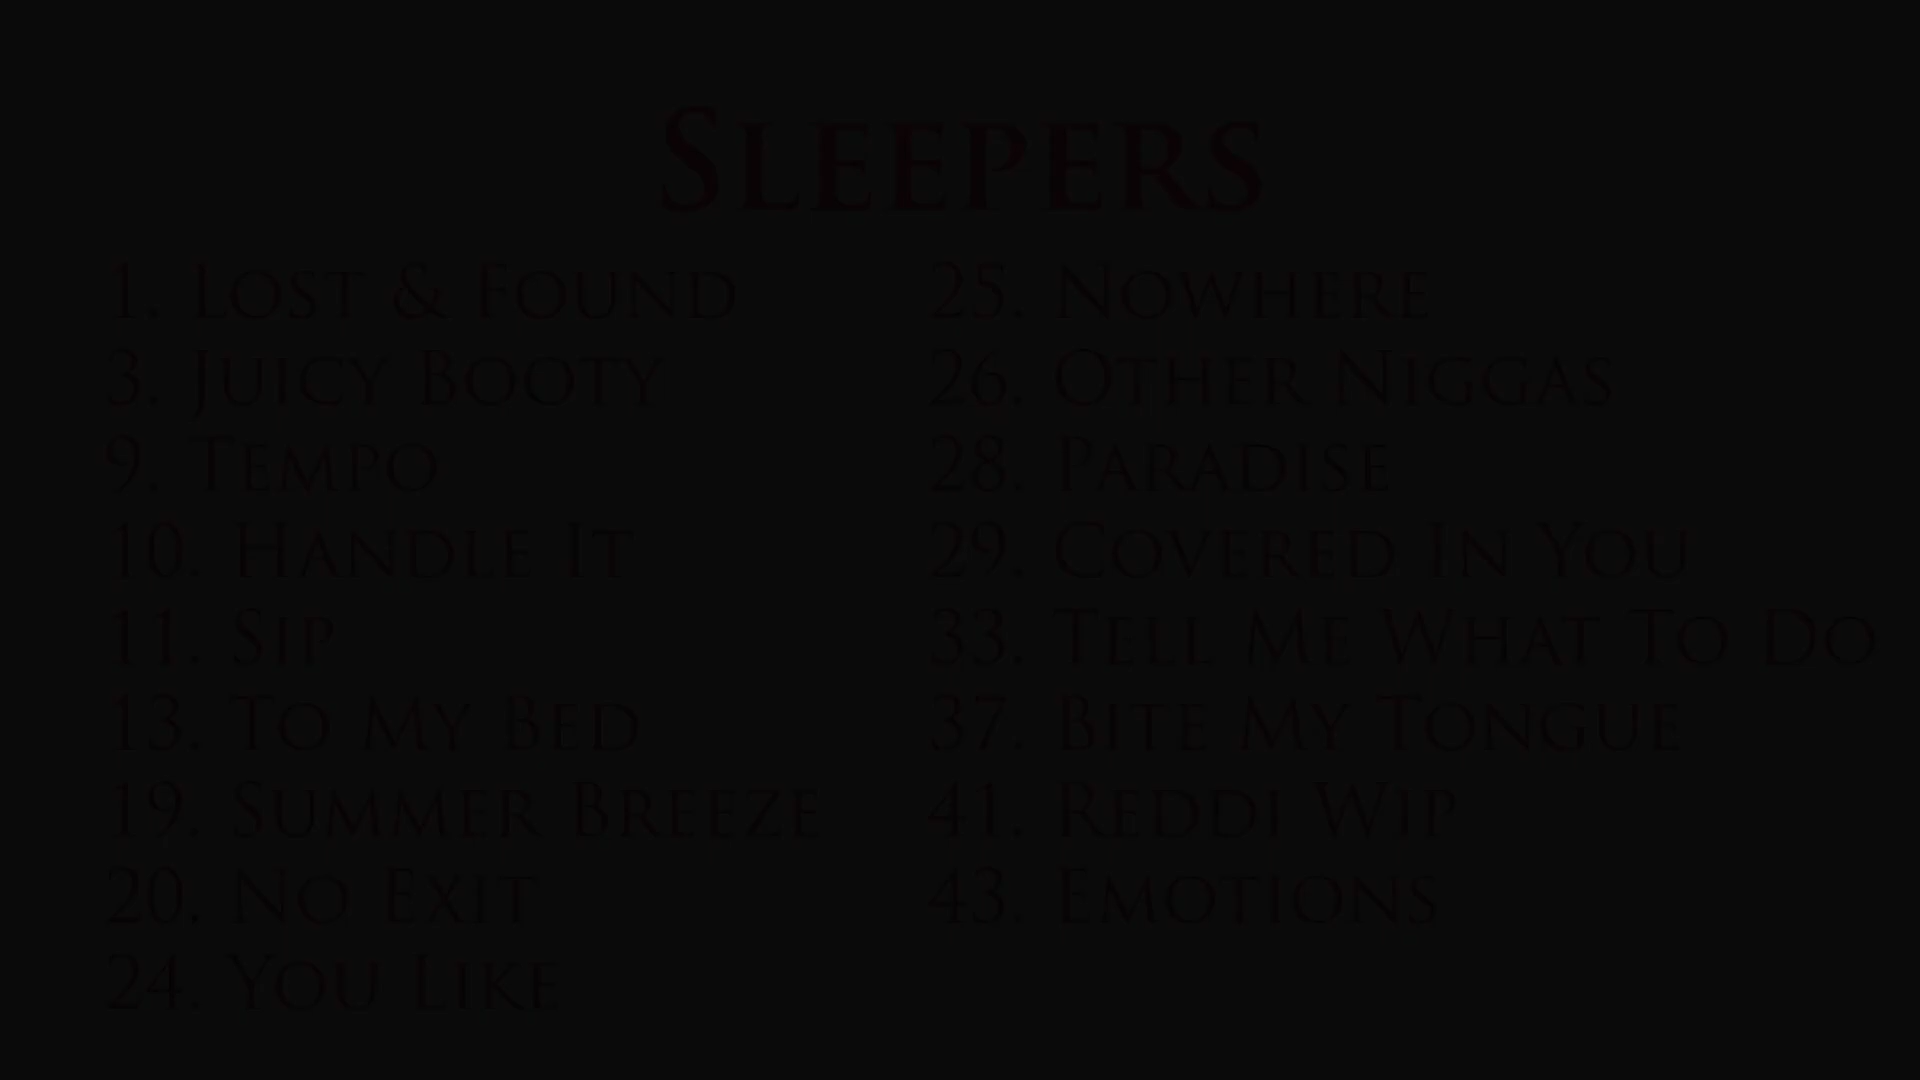 SLEEPERS
1. LOST & FOUND
3. JUICY BOOTY
9. TEMPO
10. HANDLE IT
11. SIP
13. TO MY BED
19. SUMMER BREEZE
20. NO EXIT
24. YOU LIKE
25. NOWHERE
26. OTHER NIGGAS
28. PARADISE
29. COVERED IN YOU
33. TELL ME WHAT TO DO
37. BITE MY TONGUE
41. REDDI WIP
43. EMOTIONS